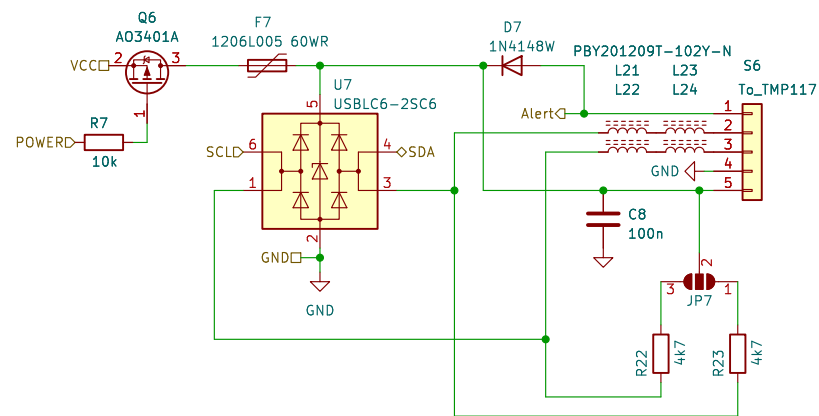 Q6
AO3401A
VCC
2
3
1
POWER
R7
10k
F7
1206L005 60WR
U7
USBLC6-2SC6
5
SCL
6
4
SDA
1
3
2
GND
GND
D7
1N4148W
PBY201209T-102Y-N
L21 L23
L22 L24
S6
To_TMP117
Alert
1
2
3
GND
4
5
C8
100n
2
3
1
JP7
R22
4k7
R23
4k7